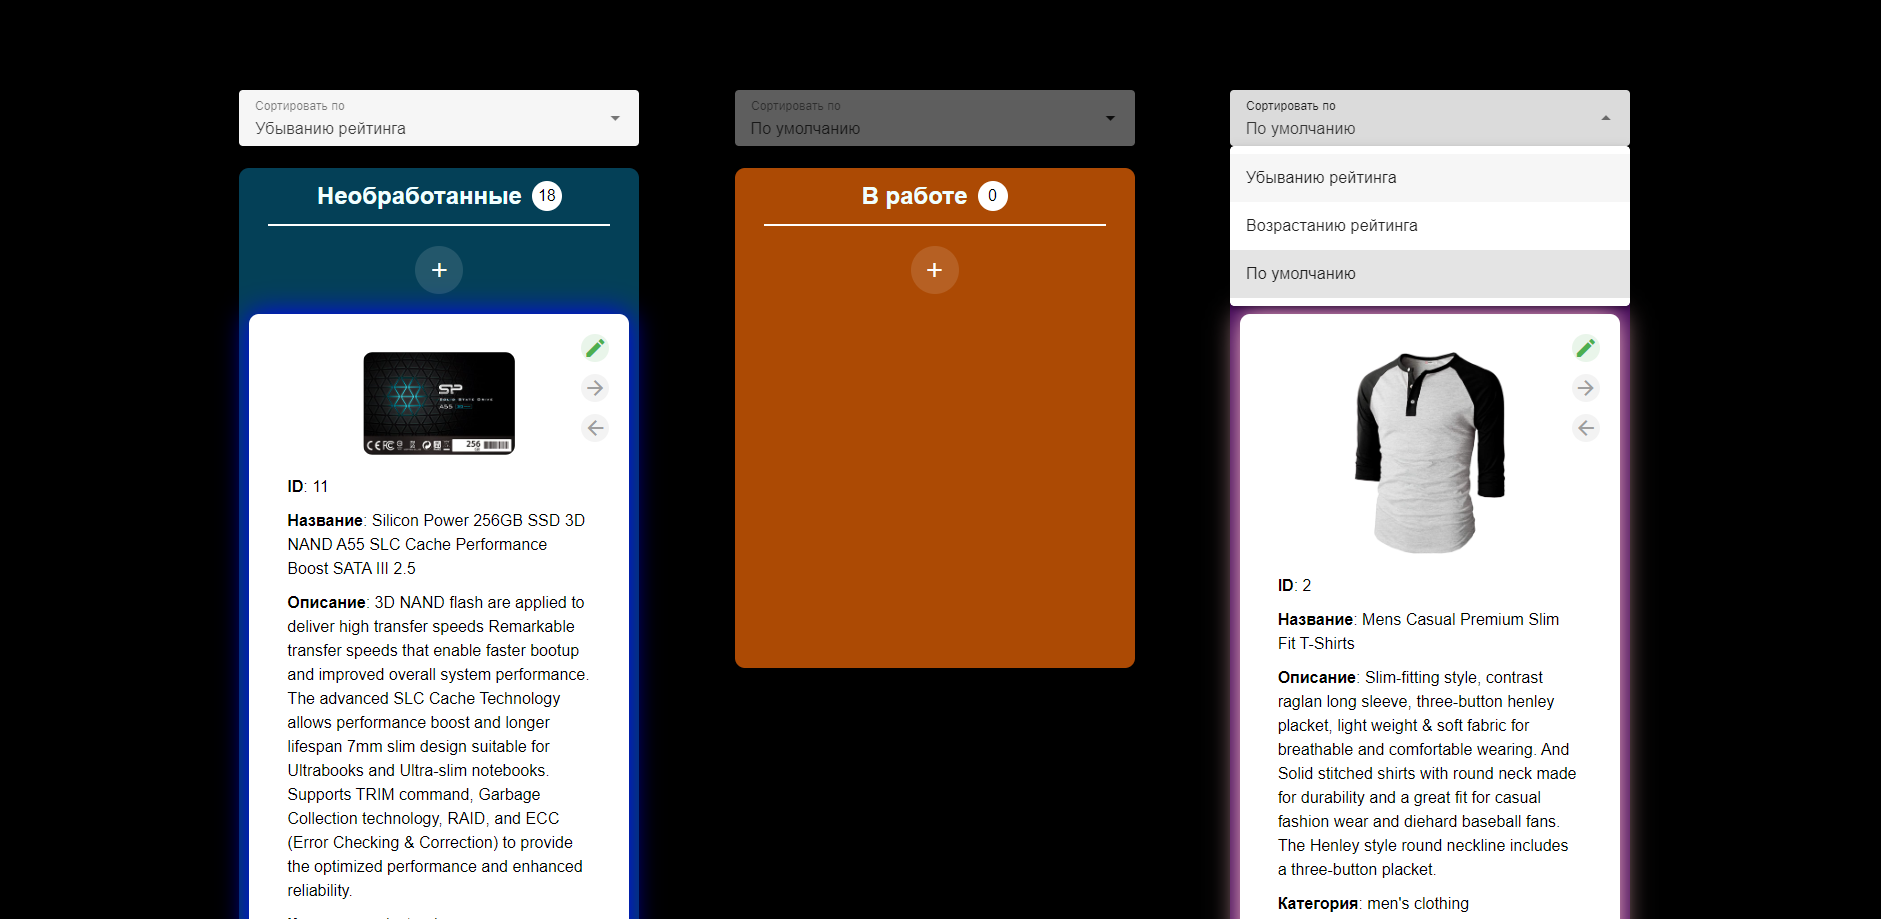 Сортировать по
Убыванию рейтинга
Необработанные 18
+
SP
SOLID STATE DRIVE
A55
256
ID: 11
Название: Silicon Power 256GB SSD 3D
NAND A55 SLC Cache Performance
Boost SATA III 2.5
Описание: 3D NAND flash are applied to
deliver high transfer speeds Remarkable
transfer speeds that enable faster bootup
and improved overall system performance.
The advanced SLC Cache Technology
allows performance boost and longer
lifespan 7mm slim design suitable for
Ultrabooks and Ultra-slim notebooks.
Supports TRIM command, Garbage
Collection technology, RAID, and ECC
(Error Checking & Correction) to provide
the optimized performance and enhanced
reliability.
Сортировать по
По умолчанию
В работе 0
+
Сортировать по
По умолчанию
Убыванию рейтинга
Возрастанию рейтинга
По умолчанию
ID: 2
Название: Mens Casual Premium Slim
Fit T-Shirts
Описание: Slim-fitting style, contrast
raglan long sleeve, three-button henley
placket, light weight & soft fabric for
breathable and comfortable wearing. And
Solid stitched shirts with round neck made
for durability and a great fit for casual
fashion wear and diehard baseball fans.
The Henley style round neckline includes
a three-button placket.
Категория: men's clothing